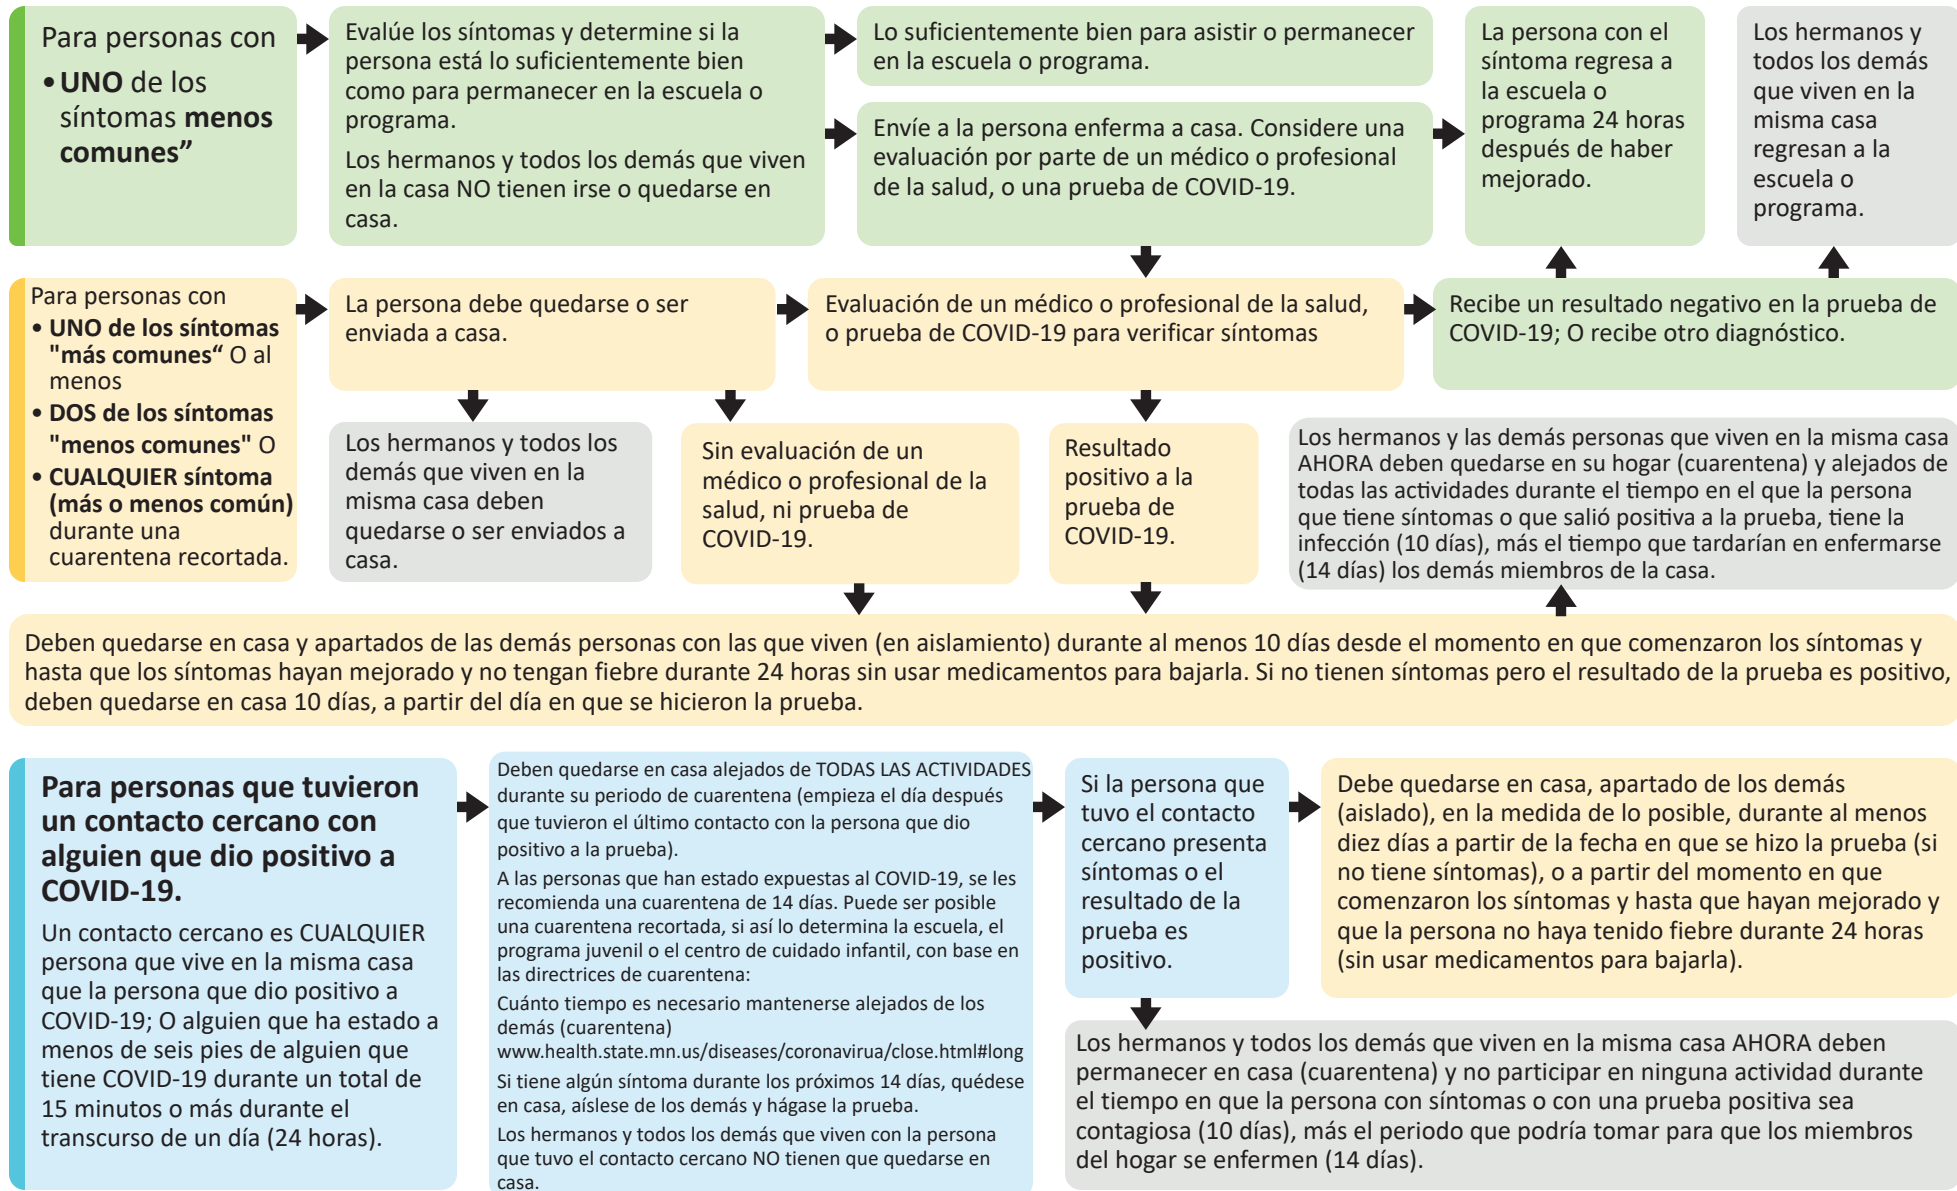 Para personas con
• UNO de los
síntomas menos
comunes”
Evalúe los síntomas y determine si la
persona está lo suficientemente bien
como para permanecer en la escuela o
programa.
Los hermanos y todos los demás que viven
en la casa NO tienen irse o quedarse en
casa.
Lo suficientemente bien para asistir o permanecer
en la escuela o programa.
Envíe a la persona enferma a casa. Considere una
evaluación por parte de un médico o profesional
de la salud, o una prueba de COVID-19.
La persona con el
síntoma regresa a
la escuela o
programa 24 horas
después de haber
mejorado.
Los hermanos y
todos los demás
que viven en la
misma casa
regresan a la
escuela o
programa.
Para personas con
• UNO de los síntomas
"más comunes“ O al
menos
• DOS de los síntomas
"menos comunes" O
• CUALQUIER síntoma
(más o menos común)
durante una
cuarentena recortada.
La persona debe quedarse o ser
enviada a casa.
Evaluación de un médico o profesional de la salud,
o prueba de COVID-19 para verificar síntomas
Recibe un resultado negativo en la prueba de
COVID-19; O recibe otro diagnóstico.
Los hermanos y todos los
demás que viven en la
misma casa deben
quedarse o ser enviados a
casa.
Sin evaluación de un
médico o profesional de la
salud, ni prueba de
COVID-19.
Resultado
positivo a la
prueba de
COVID-19.
Los hermanos y las demás personas que viven en la misma casa
AHORA deben quedarse en su hogar (cuarentena) y alejados de
todas las actividades durante el tiempo en el que la persona
que tiene síntomas o que salió positiva a la prueba, tiene la
infección (10 días), más el tiempo que tardarían en enfermarse
(14 días) los demás miembros de la casa.
Deben quedarse en casa y apartados de las demás personas con las que viven (en aislamiento) durante al menos 10 días desde el momento en que comenzaron los síntomas y
hasta que los síntomas hayan mejorado y no tengan fiebre durante 24 horas sin usar medicamentos para bajarla. Si no tienen síntomas pero el resultado de la prueba es positivo,
deben quedarse en casa 10 días, a partir del día en que se hicieron la prueba.
Para personas que tuvieron
un contacto cercano con
alguien que dio positivo a
COVID-19.
Un contacto cercano es CUALQUIER
persona que vive en la misma casa
que la persona que dio positivo a
COVID-19; O alguien que ha estado a
menos de seis pies de alguien que
tiene COVID-19 durante un total de
15 minutos o más durante el
transcurso de un día (24 horas).
Deben quedarse en casa alejados de TODAS LAS ACTIVIDADES
durante su periodo de cuarentena (empieza el día después
que tuvieron el último contacto con la persona que dio
positivo a la prueba).
A las personas que han estado expuestas al COVID-19, se les
recomienda una cuarentena de 14 días. Puede ser posible
una cuarentena recortada, si así lo determina la escuela, el
programa juvenil o el centro de cuidado infantil, con base en
las directrices de cuarentena:
Cuánto tiempo es necesario mantenerse alejados de los
demás (cuarentena)
www.health.state.mn.us/diseases/coronavirua/close.html#long
Si tiene algún síntoma durante los próximos 14 días, quédese
en casa, aíslese de los demás y hágase la prueba.
Los hermanos y todos los demás que viven con la persona
que tuvo el contacto cercano NO tienen que quedarse en
casa.
Si la persona que
tuvo el contacto
cercano presenta
síntomas o el
resultado de la
prueba es
positivo.
Debe quedarse en casa, apartado de los demás
(aislado), en la medida de lo posible, durante al menos
diez días a partir de la fecha en que se hizo la prueba (si
no tiene síntomas), o a partir del momento en que
comenzaron los síntomas y hasta que hayan mejorado y
que la persona no haya tenido fiebre durante 24 horas
(sin usar medicamentos para bajarla).
Los hermanos y todos los demás que viven en la misma casa AHORA deben
permanecer en casa (cuarentena) y no participar en ninguna actividad durante
el tiempo en que la persona con síntomas o con una prueba positiva sea
contagiosa (10 días), más el periodo que podría tomar para que los miembros
del hogar se enfermen (14 días).